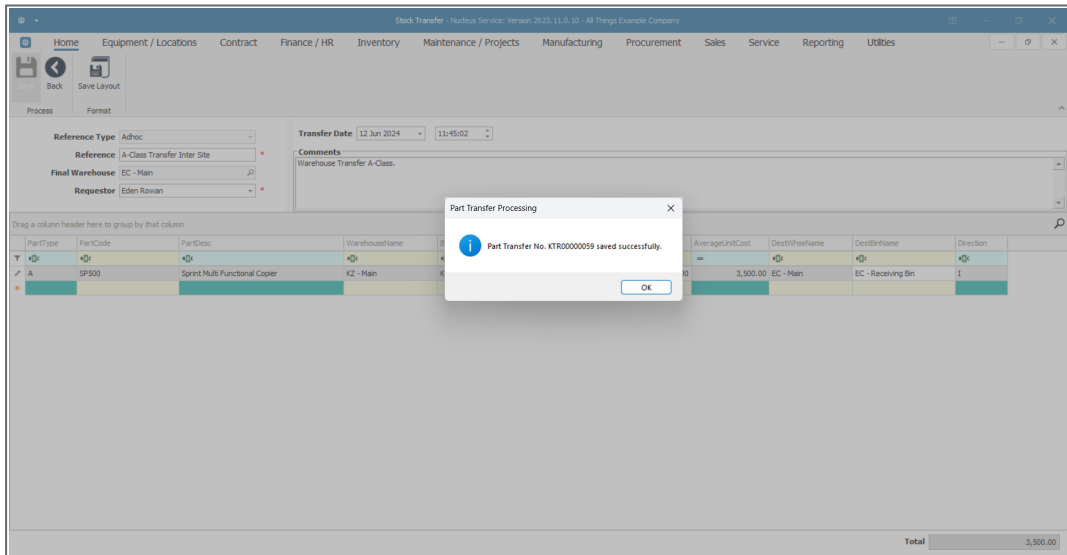 Stock Transfer - Nucleus Service: Version 2023.11.0.10 - All Things Example Company
Home Equipment / Locations Contract Finance / HR Inventory Maintenance / Projects Manufacturing Procurement Sales Service Reporting Utilities
Save Back Save Layout
Process Format
Reference Type Adhoc
Transfer Date 12 Jun 2024 11:45:02
Reference A-Class Transfer Inter Site *
Comments
Warehouse Transfer A-Class.
Final Warehouse EC - Main
Requestor Eden Rowan *
Part Transfer Processing
Part Transfer No. KTR00000059 saved successfully.
OK
Drag a column header here to group by that column
PartType PartCode PartDesc WarehouseName B AverageUnitCost DestWhseName DestBinName Direction
=
A SP500 Sprint Multi Functional Copier KZ - Main K 00 3,500.00 EC - Main EC - Receiving Bin I
Total 3,500.00